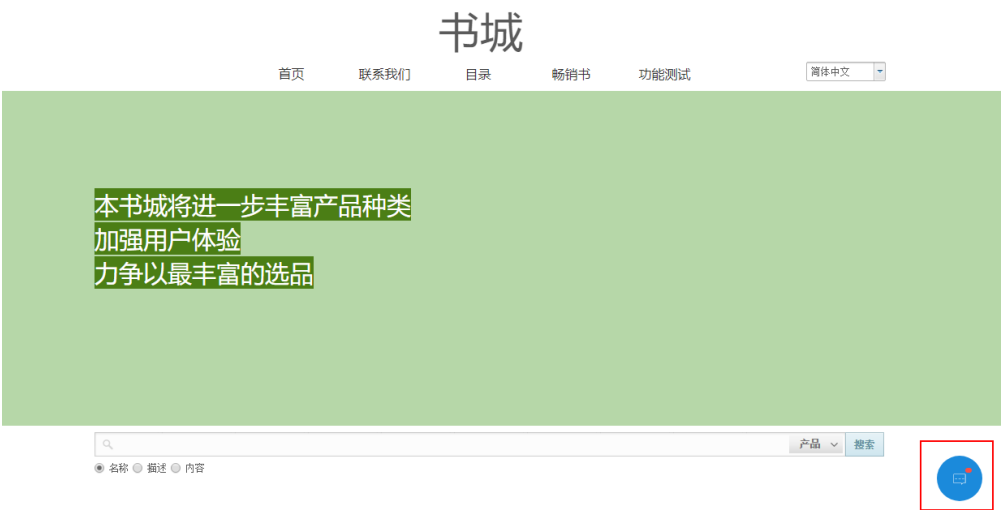 书城
首页 联系我们 目录 畅销书 功能测试 简体中文
本书城将进一步丰富产品种类
加强用户体验
力争以最丰富的选品
产品 搜索
名称 描述 内容